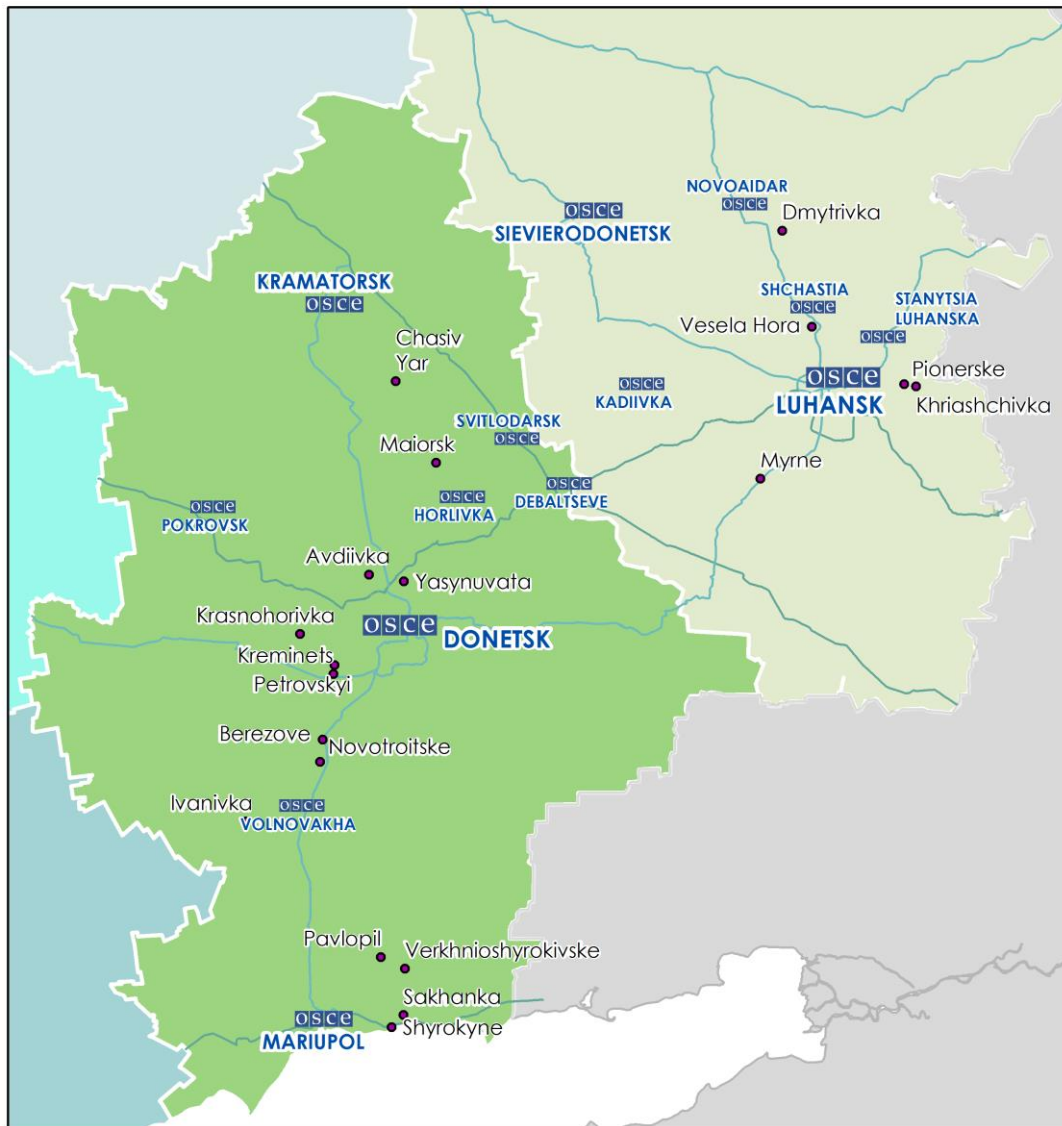 NOVOAIDAR
osce
Dmytrivka
osce
SIEVIERODONETSK
KRAMATORSK
osce
SHCHASTIA
osce
STANYTSIA
LUHANSKA
osce
Vesela Hora
Chasiv
Yar
osce
KADIIVKA
osce
LUHANSK
Pionerske
Khriashchivka
SVITLODARSK
osce
Maiorsk
Myrne
osce
POKROVSK
osce
HORLIVKA
osce
DEBALTSEVE
Avdiivka
Yasynuvata
Krasnohorivka
osce
DONETSK
Kreminets
Petrovskyi
Berezove
Novotroitske
Ivanivka
osce
VOLNOVAKHA
Pavlopil
Verkhnioshyrokivske
Sakhanka
osce
Shyrokyne
MARIUPOL